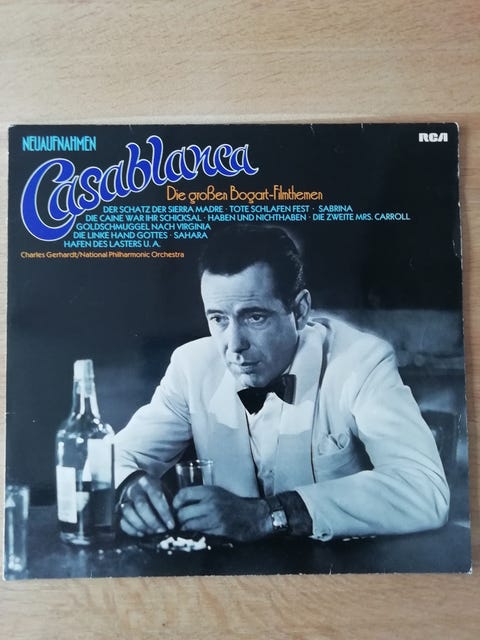 NEUAUFNAHMEN
RCA
Casablanca
Die großen Bogart-Filmthemen
DER SCHATZ DER SIERRA MADRE · TOTE SCHLAFEN FEST · SABRINA
DIE CAINE WAR IHR SCHICKSAL · HABEN UND NICHTHABEN · DIE ZWEITE MRS. CARROLL
GOLDSCHMUGGEL NACH VIRGINIA
DIE LINKE HAND GOTTES · SAHARA
HAFEN DES LASTERS U. A.
Charles Gerhardt/National Philharmonic Orchestra